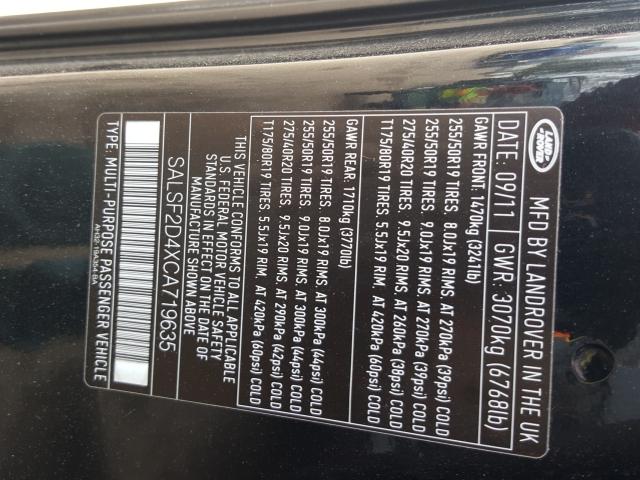 LAND
ROVER
MFD BY LANDROVER IN THE UK
DATE: 09/11 GWR: 3070kg (6768lb)
GAWR FRONT: 1470kg (3241lb)
255/50R19 TIRES, 8.0Jx19 RIMS, AT 270kPa (39psi) COLD
255/50R19 TIRES, 9.0Jx19 RIMS, AT 270kPa (39psi) COLD
275/40R20 TIRES, 9.5Jx20 RIMS, AT 260kPa (38psi) COLD
T175/80R19 TIRES, 5.5Jx19 RIM, AT 420kPa (60psi) COLD
GAWR REAR: 1710kg (3770lb)
255/50R19 TIRES, 8.0Jx19 RIMS, AT 300kPa (44psi) COLD
255/50R19 TIRES, 9.0Jx19 RIMS, AT 300kPa (44psi) COLD
275/40R20 TIRES, 9.5Jx20 RIMS, AT 290kPa (42psi) COLD
T175/80R19 TIRES, 5.5Jx19 RIM, AT 420kPa (60psi) COLD
THIS VEHICLE CONFORMS TO ALL APPLICABLE
U.S FEDERAL MOTOR VEHICLE SAFETY
STANDARDS IN EFFECT ON THE DATE OF
MANUFACTURE SHOWN ABOVE
SALSF2D4XCA719635
TYPE: MULTI-PURPOSE PASSENGER VEHICLE